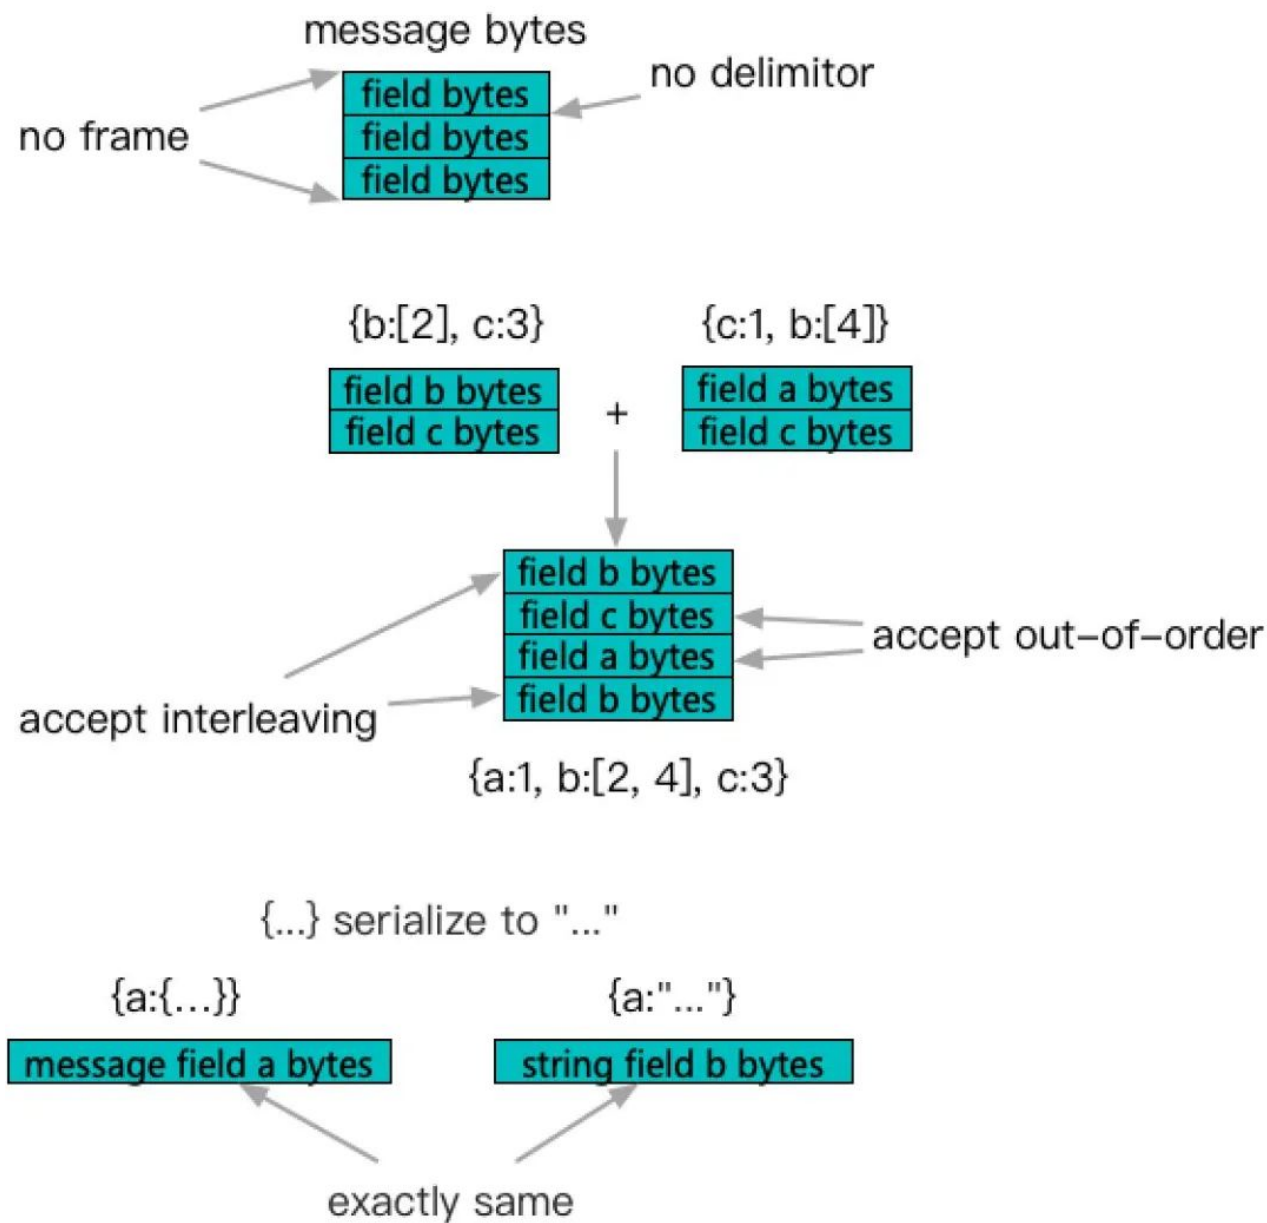 message bytes
no delimitor
field bytes
no frame
field bytes
field bytes
{b:[2], c:3}
{c:1, b:[4]}
field b bytes
field c bytes
+
field a bytes
field c bytes
field b bytes
field c bytes
field a bytes
field b bytes
accept out-of-order
accept interleaving
{a:1, b:[2, 4], c:3}
{...} serialize to "..."
{a:{...}}
{a:"..."}
message field a bytes
string field b bytes
exactly same